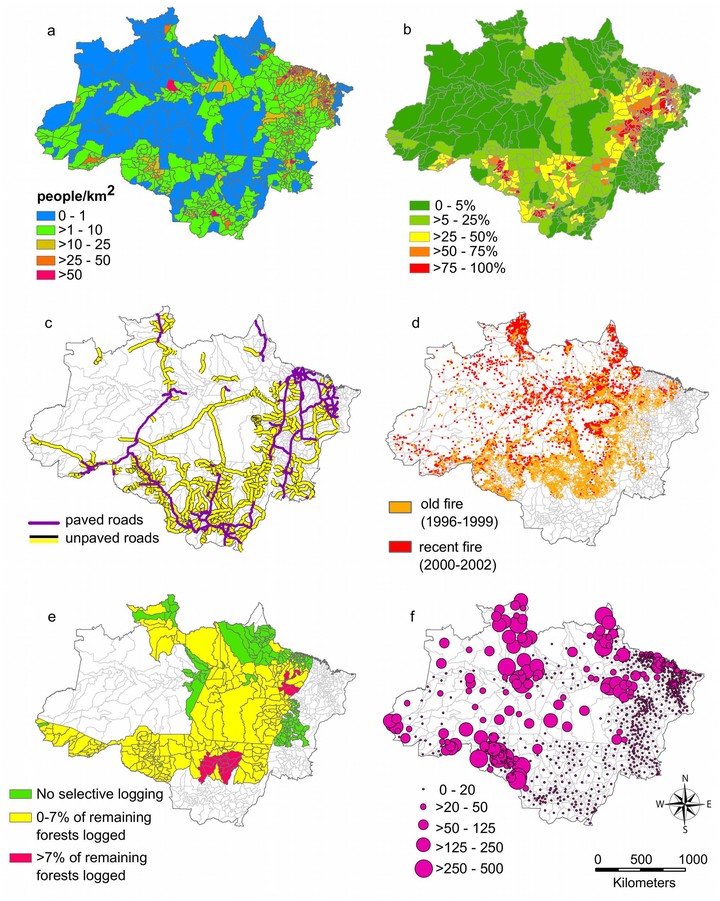 a
people/km²
0 - 1
>1 - 10
>10 - 25
>25 - 50
>50
b
0 - 5%
>5 - 25%
>25 - 50%
>50 - 75%
>75 - 100%
c
paved roads
unpaved roads
d
old fire
(1996-1999)
recent fire
(2000-2002)
e
No selective logging
0-7% of remaining
forests logged
>7% of remaining
forests logged
f
0 - 20
>20 - 50
>50 - 125
>125 - 250
>250 - 500
N
W E
S
0 500 1000
Kilometers